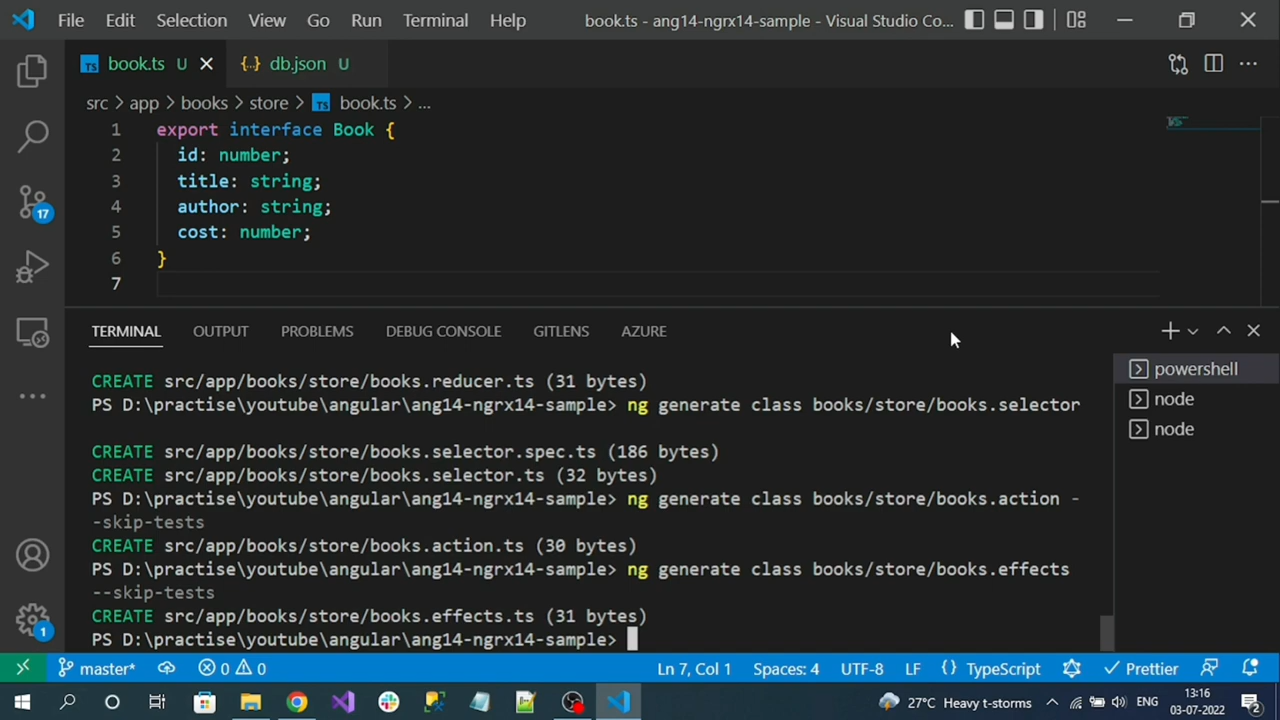 File Edit Selection View Go Run Terminal Help book.ts - ang14-ngrx14-sample - Visual Studio Co...
TS book.ts U {..} db.json U
src > app > books > store > TS book.ts > ...
1 export interface Book {
2 id: number;
3 title: string;
4 author: string;
5 cost: number;
6 }
7
17
TERMINAL OUTPUT PROBLEMS DEBUG CONSOLE GITLENS AZURE
CREATE src/app/books/store/books.reducer.ts (31 bytes)
PS D:\practise\youtube\angular\ang14-ngrx14-sample> ng generate class books/store/books.selector
CREATE src/app/books/store/books.selector.spec.ts (186 bytes)
CREATE src/app/books/store/books.selector.ts (32 bytes)
PS D:\practise\youtube\angular\ang14-ngrx14-sample> ng generate class books/store/books.action -
-skip-tests
CREATE src/app/books/store/books.action.ts (30 bytes)
PS D:\practise\youtube\angular\ang14-ngrx14-sample> ng generate class books/store/books.effects
--skip-tests
CREATE src/app/books/store/books.effects.ts (31 bytes)
PS D:\practise\youtube\angular\ang14-ngrx14-sample>
powershell
node
node
1
master* 0 0 Ln 7, Col 1 Spaces: 4 UTF-8 LF {} TypeScript Prettier
27°C Heavy t-storms ENG 13:16
03-07-2022 2